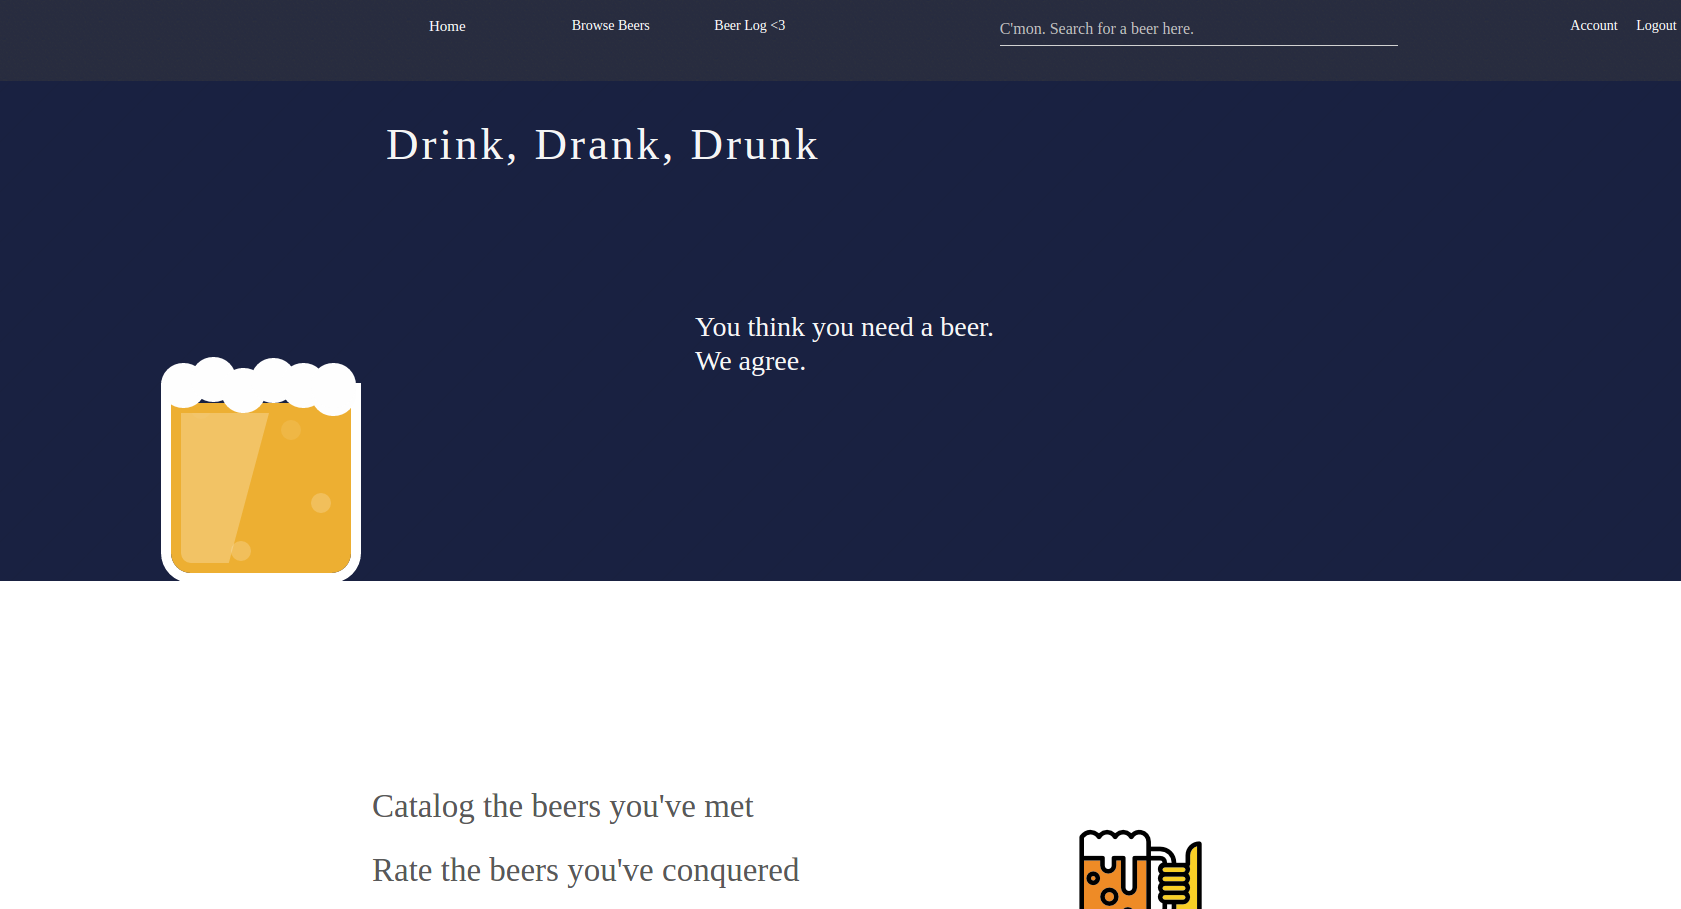 Home
Browse Beers
Beer Log <3
C'mon. Search for a beer here.
Account
Logout
Drink, Drank, Drunk
You think you need a beer.
We agree.
Catalog the beers you've met
Rate the beers you've conquered